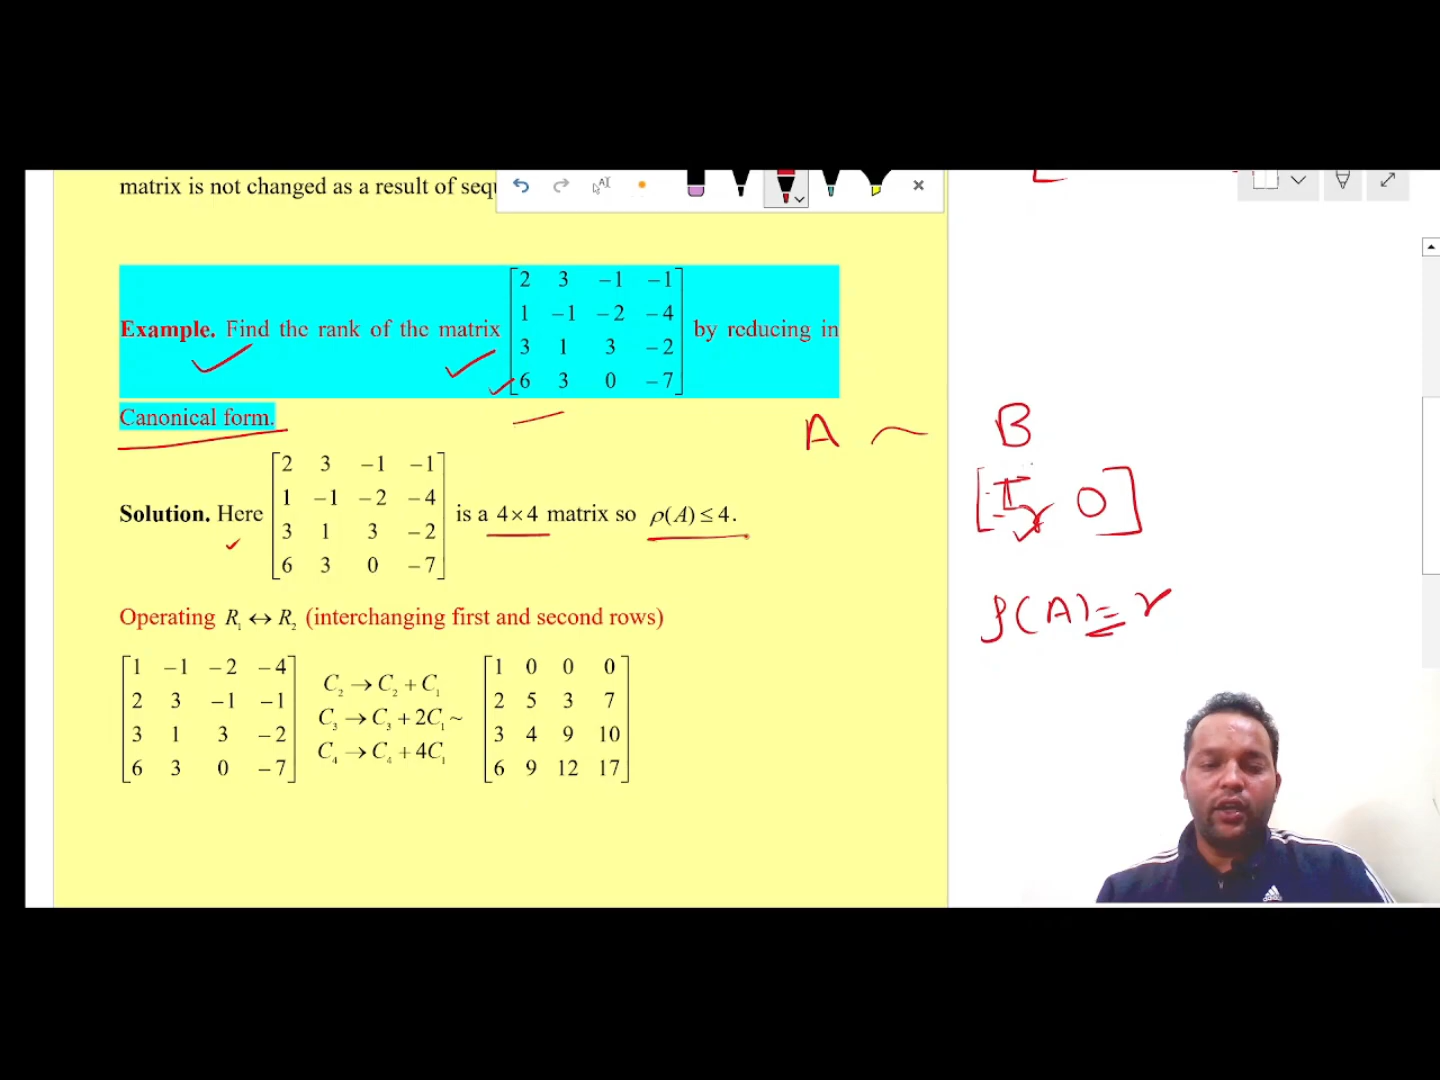 matrix is not changed as a result of sequ
Example. Find the rank of the matrix [2 3 −1 −1
1 −1 −2 −4
3 1 3 −2
6 3 0 −7] by reducing in
Canonical form.
A ~ B
[I_r 0]
Solution. Here [2 3 −1 −1
1 −1 −2 −4
3 1 3 −2
6 3 0 −7] is a 4×4 matrix so ρ(A) ≤ 4.
ρ(A) = r
Operating R₁ ↔ R₂ (interchanging first and second rows)
[1 −1 −2 −4
2 3 −1 −1
3 1 3 −2
6 3 0 −7]
C₂ → C₂ + C₁
C₃ → C₃ + 2C₁ ~
C₄ → C₄ + 4C₁
[1 0 0 0
2 5 3 7
3 4 9 10
6 9 12 17]